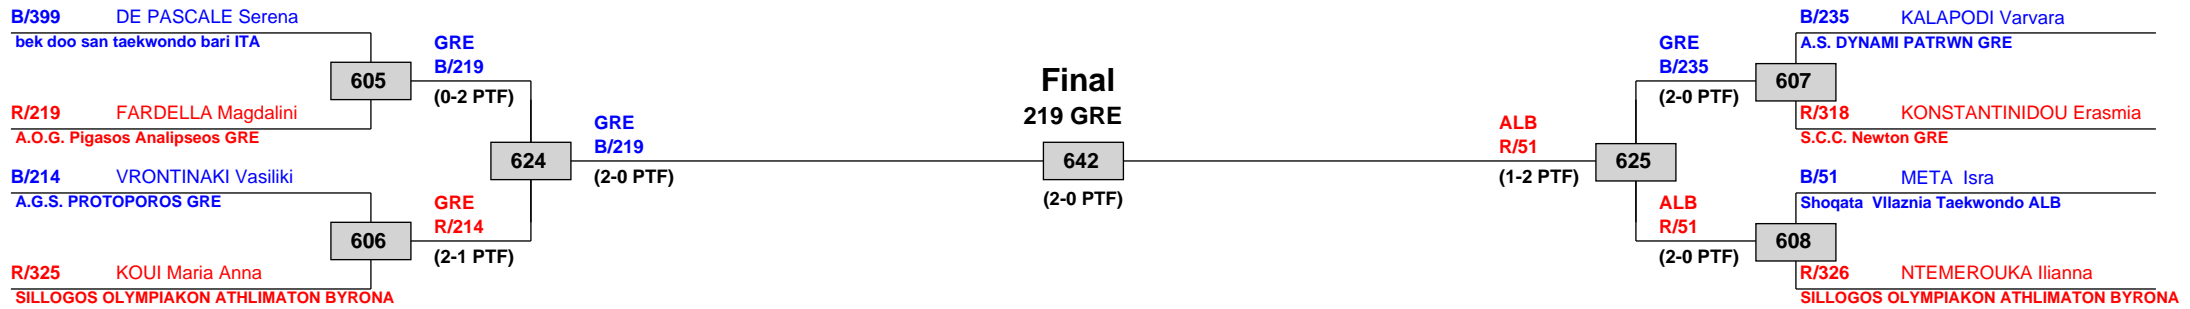 B/399 DE PASCALE Serena
bek doo san taekwondo bari ITA
605
R/219 FARDELLA Magdalini
A.O.G. Pigasos Analipseos GRE
B/214 VRONTINAKI Vasiliki
A.G.S. PROTOPOROS GRE
606
R/325 KOUI Maria Anna
SILLOGOS OLYMPIAKON ATHLIMATON BYRONA
GRE
B/219
(0-2 PTF)
624
GRE
R/214
(2-1 PTF)
GRE
B/219
(2-0 PTF)
Final
219 GRE
642
(2-0 PTF)
ALB
R/51
(1-2 PTF)
625
GRE
B/235
(2-0 PTF)
ALB
R/51
(2-0 PTF)
B/235 KALAPODI Varvara
A.S. DYNAMI PATRWN GRE
607
R/318 KONSTANTINIDOU Erasmia
S.C.C. Newton GRE
B/51 META Isra
Shoqata Vllaznia Taekwondo ALB
608
R/326 NTEMEROUKA Ilianna
SILLOGOS OLYMPIAKON ATHLIMATON BYRONA